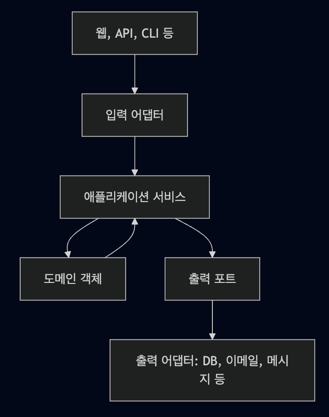 웹, API, CLI 등
입력 어댑터
애플리케이션 서비스
도메인 객체
출력 포트
출력 어댑터: DB, 이메일, 메시
지 등